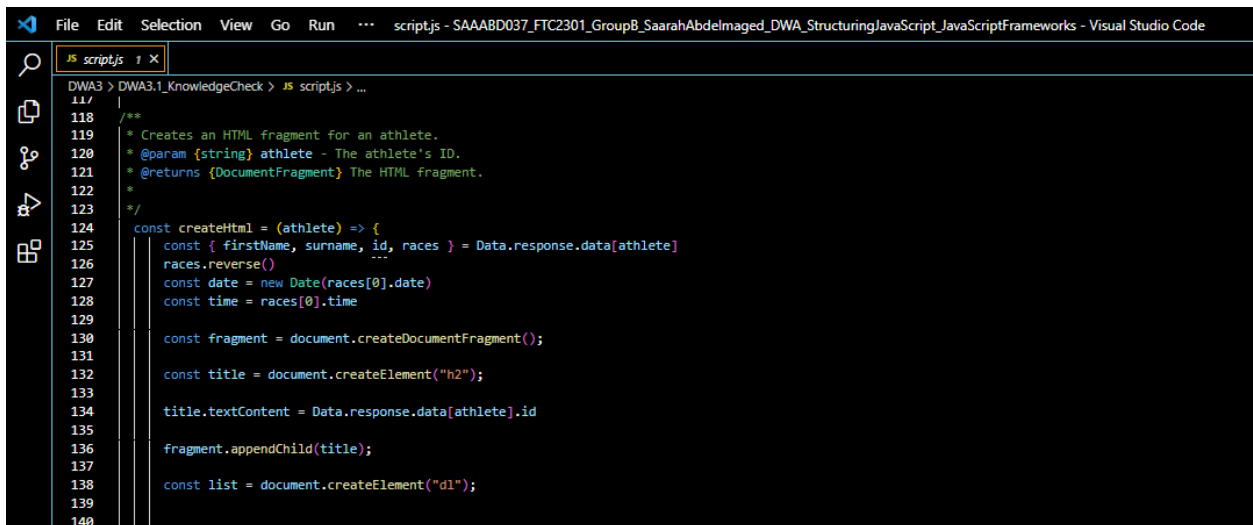 File Edit Selection View Go Run ··· script.js - SAAABD037_FTC2301_GroupB_SaarahAbdelmaged_DWA_StructuringJavaScript_JavaScriptFrameworks - Visual Studio Code
JS script.js 1 ×
DWA3 > DWA3.1_KnowledgeCheck > JS script.js > ...
117
118 /**
119 * Creates an HTML fragment for an athlete.
120 * @param {string} athlete - The athlete's ID.
121 * @returns {DocumentFragment} The HTML fragment.
122 *
123 */
124 const createHtml = (athlete) => {
125 const { firstName, surname, id, races } = Data.response.data[athlete]
126 races.reverse()
127 const date = new Date(races[0].date)
128 const time = races[0].time
129
130 const fragment = document.createDocumentFragment();
131
132 const title = document.createElement("h2");
133
134 title.textContent = Data.response.data[athlete].id
135
136 fragment.appendChild(title);
137
138 const list = document.createElement("dl");
139
140